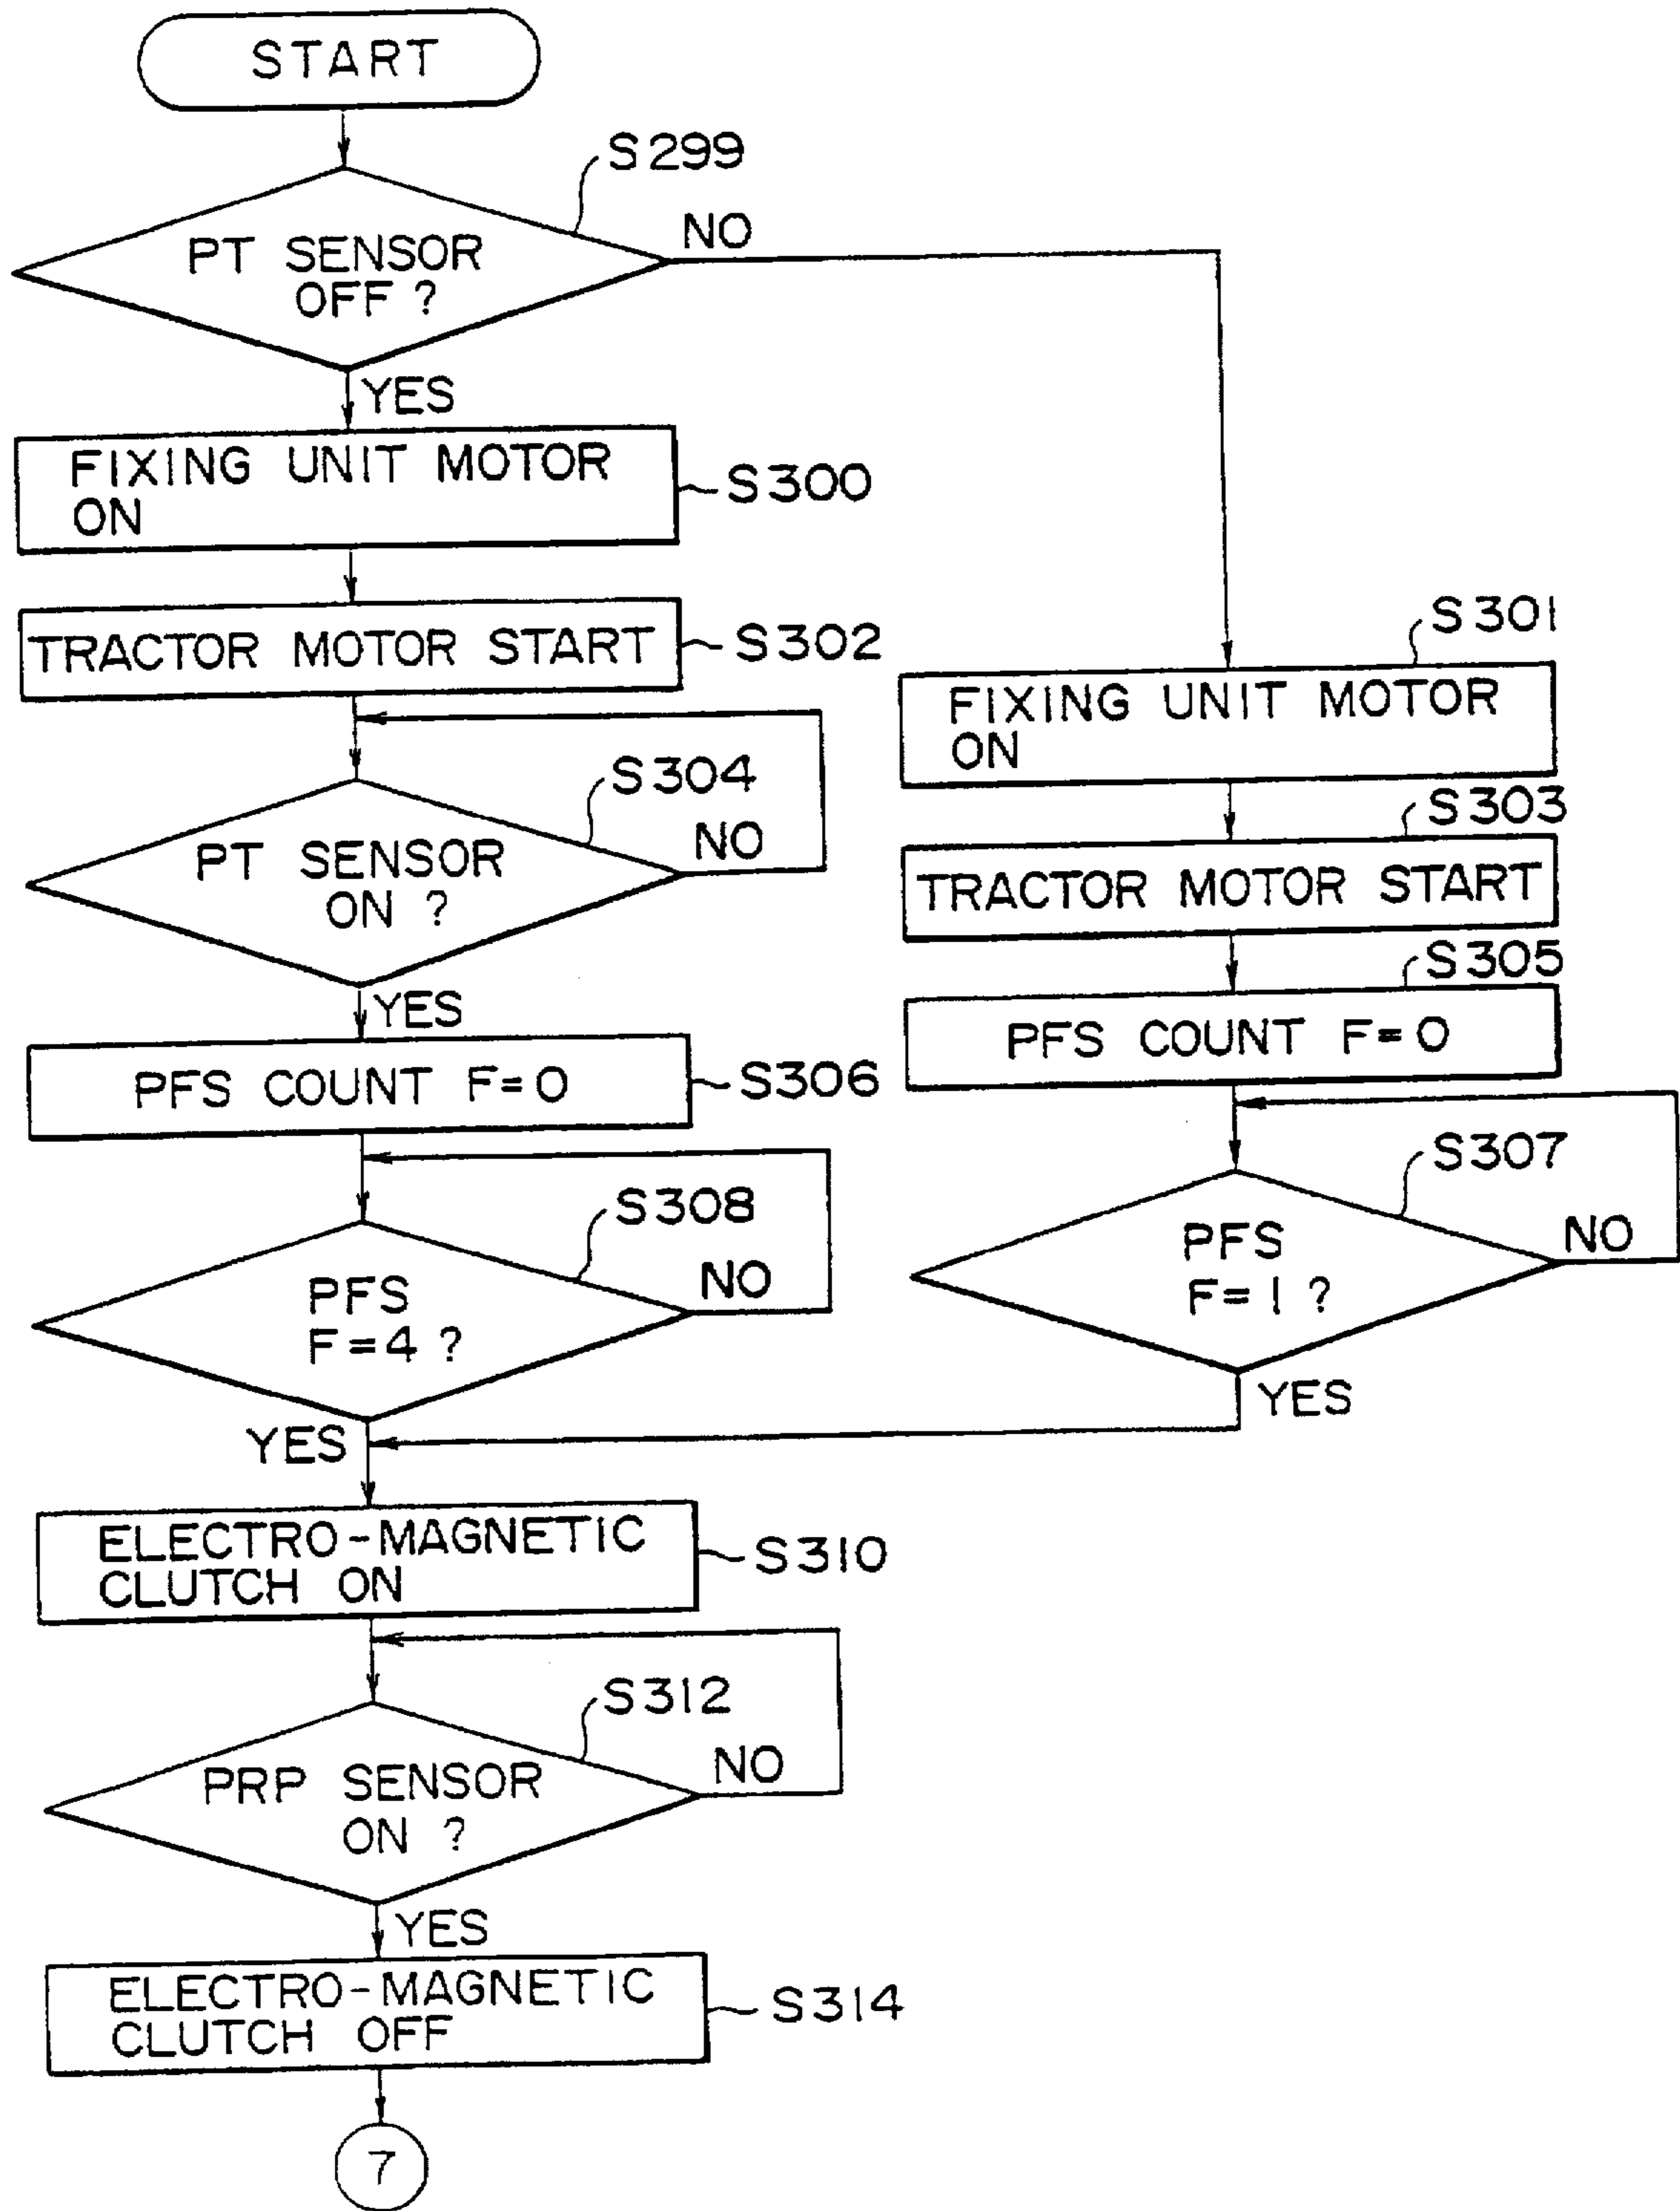 START
S299
PT SENSOR
OFF ?
NO
YES
FIXING UNIT MOTOR
ON
S300
TRACTOR MOTOR START
S302
S304
PT SENSOR
ON ?
NO
YES
PFS COUNT F=0
S306
S308
PFS
F=4 ?
NO
YES
S301
FIXING UNIT MOTOR
ON
S303
TRACTOR MOTOR START
S305
PFS COUNT F=0
S307
PFS
F=1 ?
NO
YES
ELECTRO-MAGNETIC
CLUTCH ON
S310
S312
PRP SENSOR
ON ?
NO
YES
ELECTRO-MAGNETIC
CLUTCH OFF
S314
7